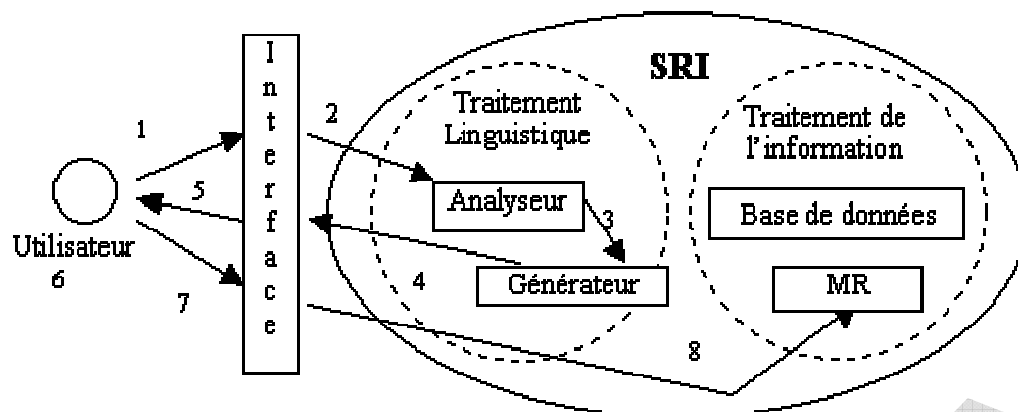 SRI
Interface
1
2
Traitement
Linguistique
Traitement de
l'information
Analyseur
3
Base de données
5
Utilisateur
6
4
Générateur
MR
7
8